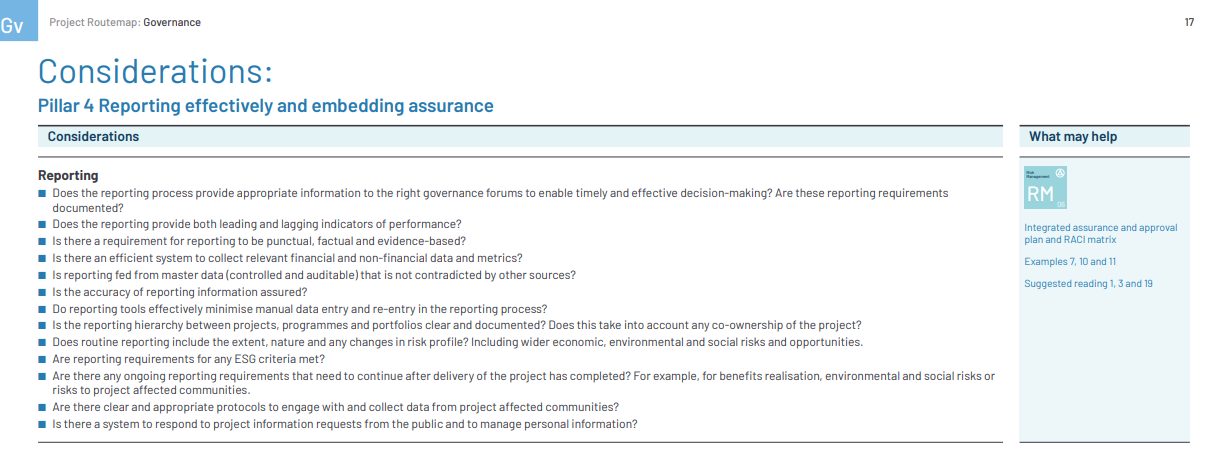 Gv
Project Routemap: Governance
17
Considerations:
Pillar 4 Reporting effectively and embedding assurance
Considerations
Reporting
Does the reporting process provide appropriate information to the right governance forums to enable timely and effective decision-making? Are these reporting requirements
documented?
Does the reporting provide both leading and lagging indicators of performance?
Is there a requirement for reporting to be punctual, factual and evidence-based?
Is there an efficient system to collect relevant financial and non-financial data and metrics?
Is reporting fed from master data (controlled and auditable) that is not contradicted by other sources?
Is the accuracy of reporting information assured?
Do reporting tools effectively minimise manual data entry and re-entry in the reporting process?
Is the reporting hierarchy between projects, programmes and portfolios clear and documented? Does this take into account any co-ownership of the project?
Does routine reporting include the extent, nature and any changes in risk profile? Including wider economic, environmental and social risks and opportunities.
Are reporting requirements for any ESG criteria met?
Are there any ongoing reporting requirements that need to continue after delivery of the project has completed? For example, for benefits realisation, environmental and social risks or
risks to project affected communities.
Are there clear and appropriate protocols to engage with and collect data from project affected communities?
Is there a system to respond to project information requests from the public and to manage personal information?
What may help
Risk
Management
RM
06
Integrated assurance and approval
plan and RACI matrix
Examples 7, 10 and 11
Suggested reading 1, 3 and 19